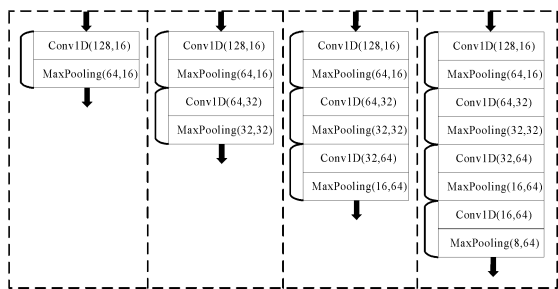 Conv1D(128,16)
MaxPooling(64,16)
Conv1D(128,16)
MaxPooling(64,16)
Conv1D(64,32)
MaxPooling(32,32)
Conv1D(128,16)
MaxPooling(64,16)
Conv1D(64,32)
MaxPooling(32,32)
Conv1D(32,64)
MaxPooling(16,64)
Conv1D(128,16)
MaxPooling(64,16)
Conv1D(64,32)
MaxPooling(32,32)
Conv1D(32,64)
MaxPooling(16,64)
Conv1D(16,64)
MaxPooling(8,64)